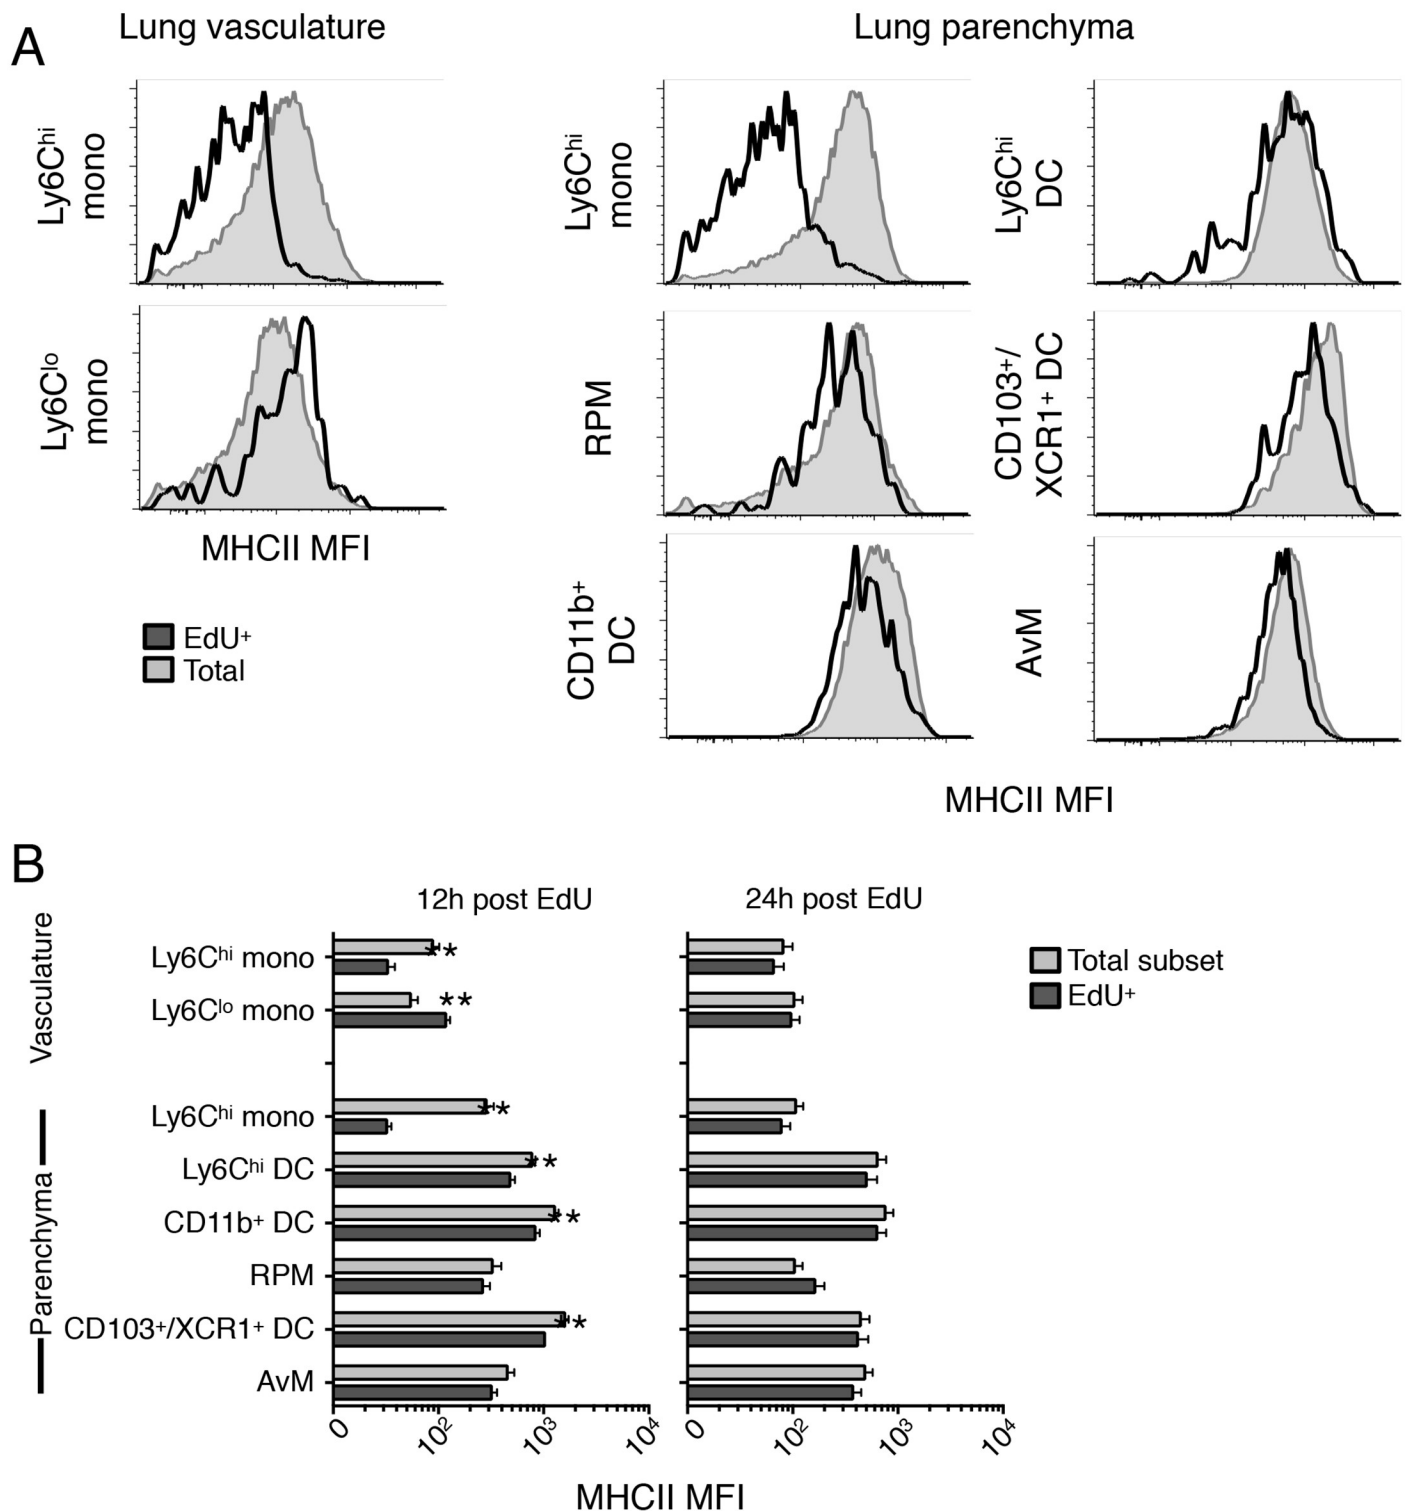 A
Lung vasculature
Lung parenchyma
Ly6Chi
mono
Ly6Chi
mono
Ly6Chi
DC
Ly6Clo
mono
RPM
CD103+/
XCR1+ DC
MHCII MFI
CD11b+
DC
AvM
EdU+
Total
MHCII MFI
B
12h post EdU
24h post EdU
Vasculature
Ly6Chi mono
**
Ly6Clo mono
**
Total subset
EdU+
Parenchyma
Ly6Chi mono
**
Ly6Chi DC
**
CD11b+ DC
**
RPM
CD103+/XCR1+ DC
**
AvM
0 10² 10³ 10⁴
0 10² 10³ 10⁴
MHCII MFI